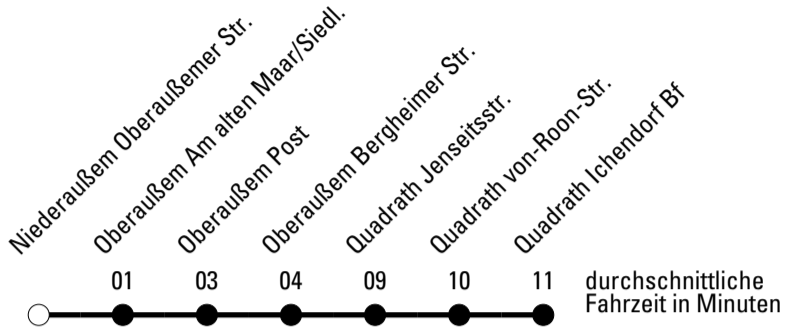 Niederaußem Oberaußemer Str.
Oberaußem Am alten Maar/Siedl.
Oberaußem Post
Oberaußem Bergheimer Str.
Quadrath Jenseitsstr.
Quadrath von-Roon-Str.
Quadrath Ichendorf Bf
01 03 04 09 10 11
durchschnittliche
Fahrzeit in Minuten